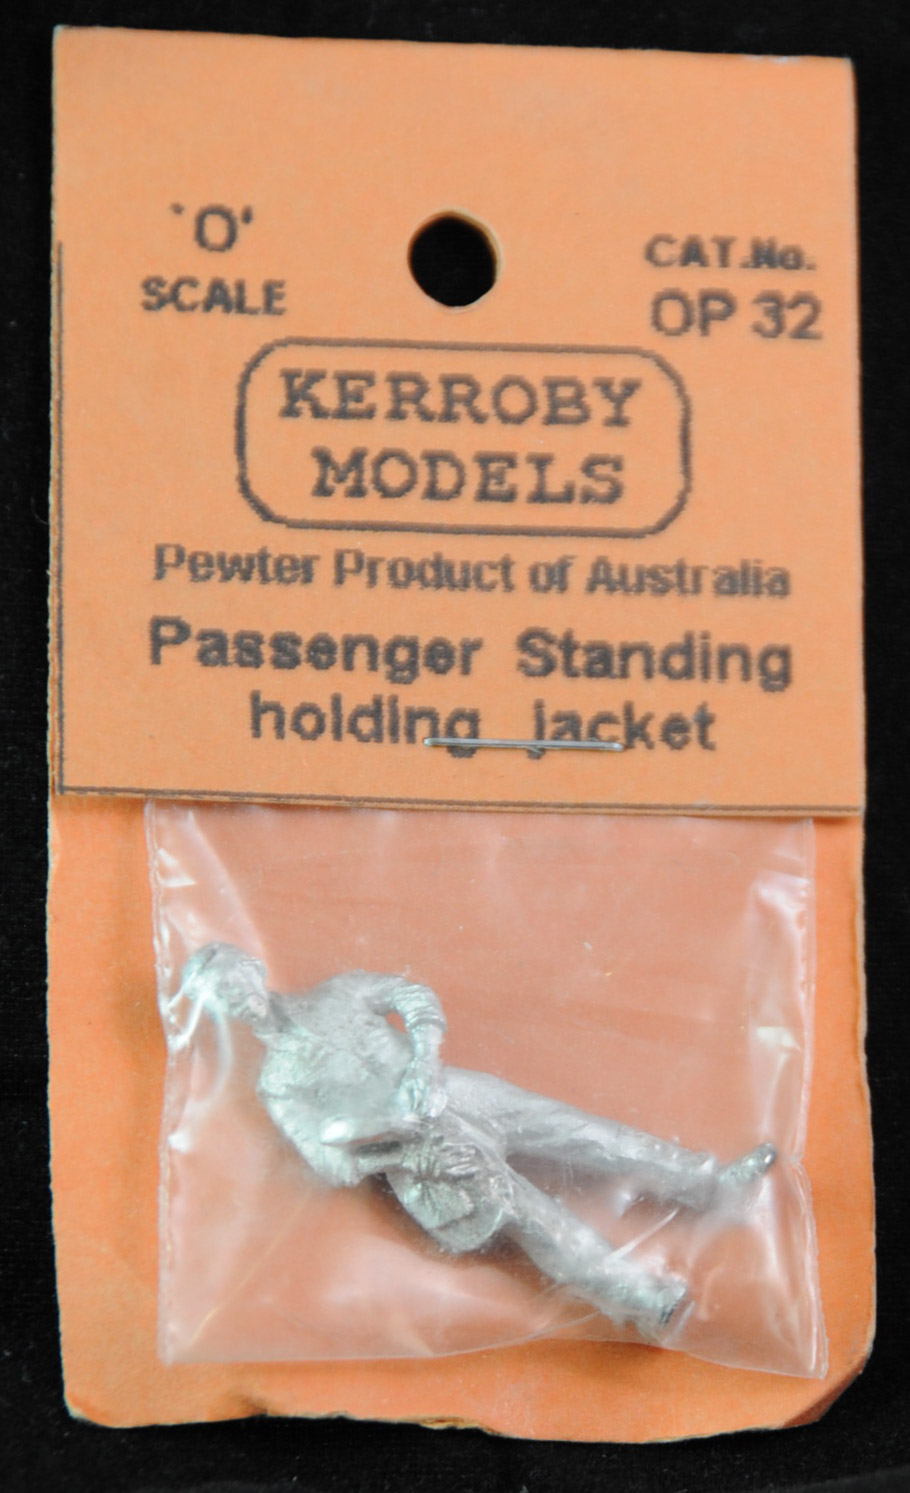 'O'
SCALE
CAT.No.
OP 32
KERROBY
MODELS
Pewter Product of Australia
Passenger Standing
holding jacket